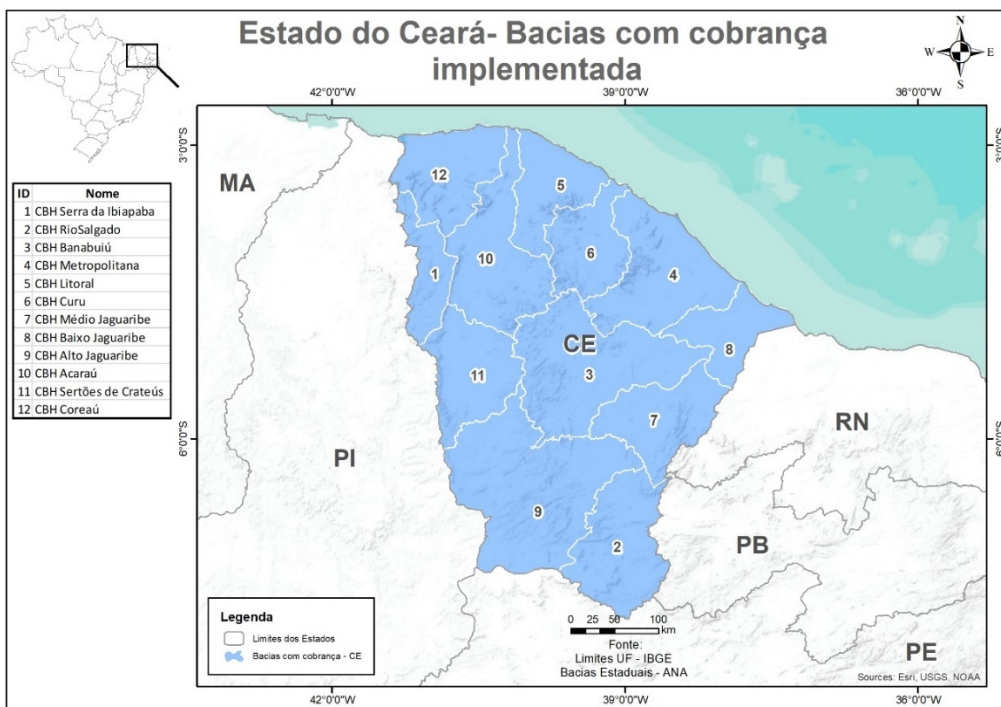 Estado do Ceará- Bacias com cobrança
implementada
N
W E
S
42°0'0"W 39°0'0"W 36°0'0"W
3°0'0"S 3°0'0"S
6°0'0"S 6°0'0"S
ID Nome
1 CBH Serra da Ibiapaba
2 CBH RioSalgado
3 CBH Banabuiú
4 CBH Metropolitana
5 CBH Litoral
6 CBH Curu
7 CBH Médio Jaguaribe
8 CBH Baixo Jaguaribe
9 CBH Alto Jaguaribe
10 CBH Acaraú
11 CBH Sertões de Crateús
12 CBH Coreaú
MA
12
5
10
6
1
4
CE
8
11
3
7
RN
PI
9
2
PB
PE
Legenda
Limites dos Estados
Bacias com cobrança - CE
0 25 50 100
km
Fonte:
Limites UF - IBGE
Bacias Estaduais - ANA
Sources: Esri, USGS, NOAA
42°0'0"W 39°0'0"W 36°0'0"W